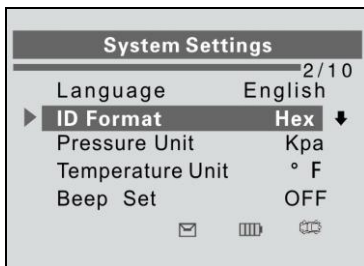 System Settings
2/10
Language English
ID Format Hex
Pressure Unit Kpa
Temperature Unit ° F
Beep Set OFF